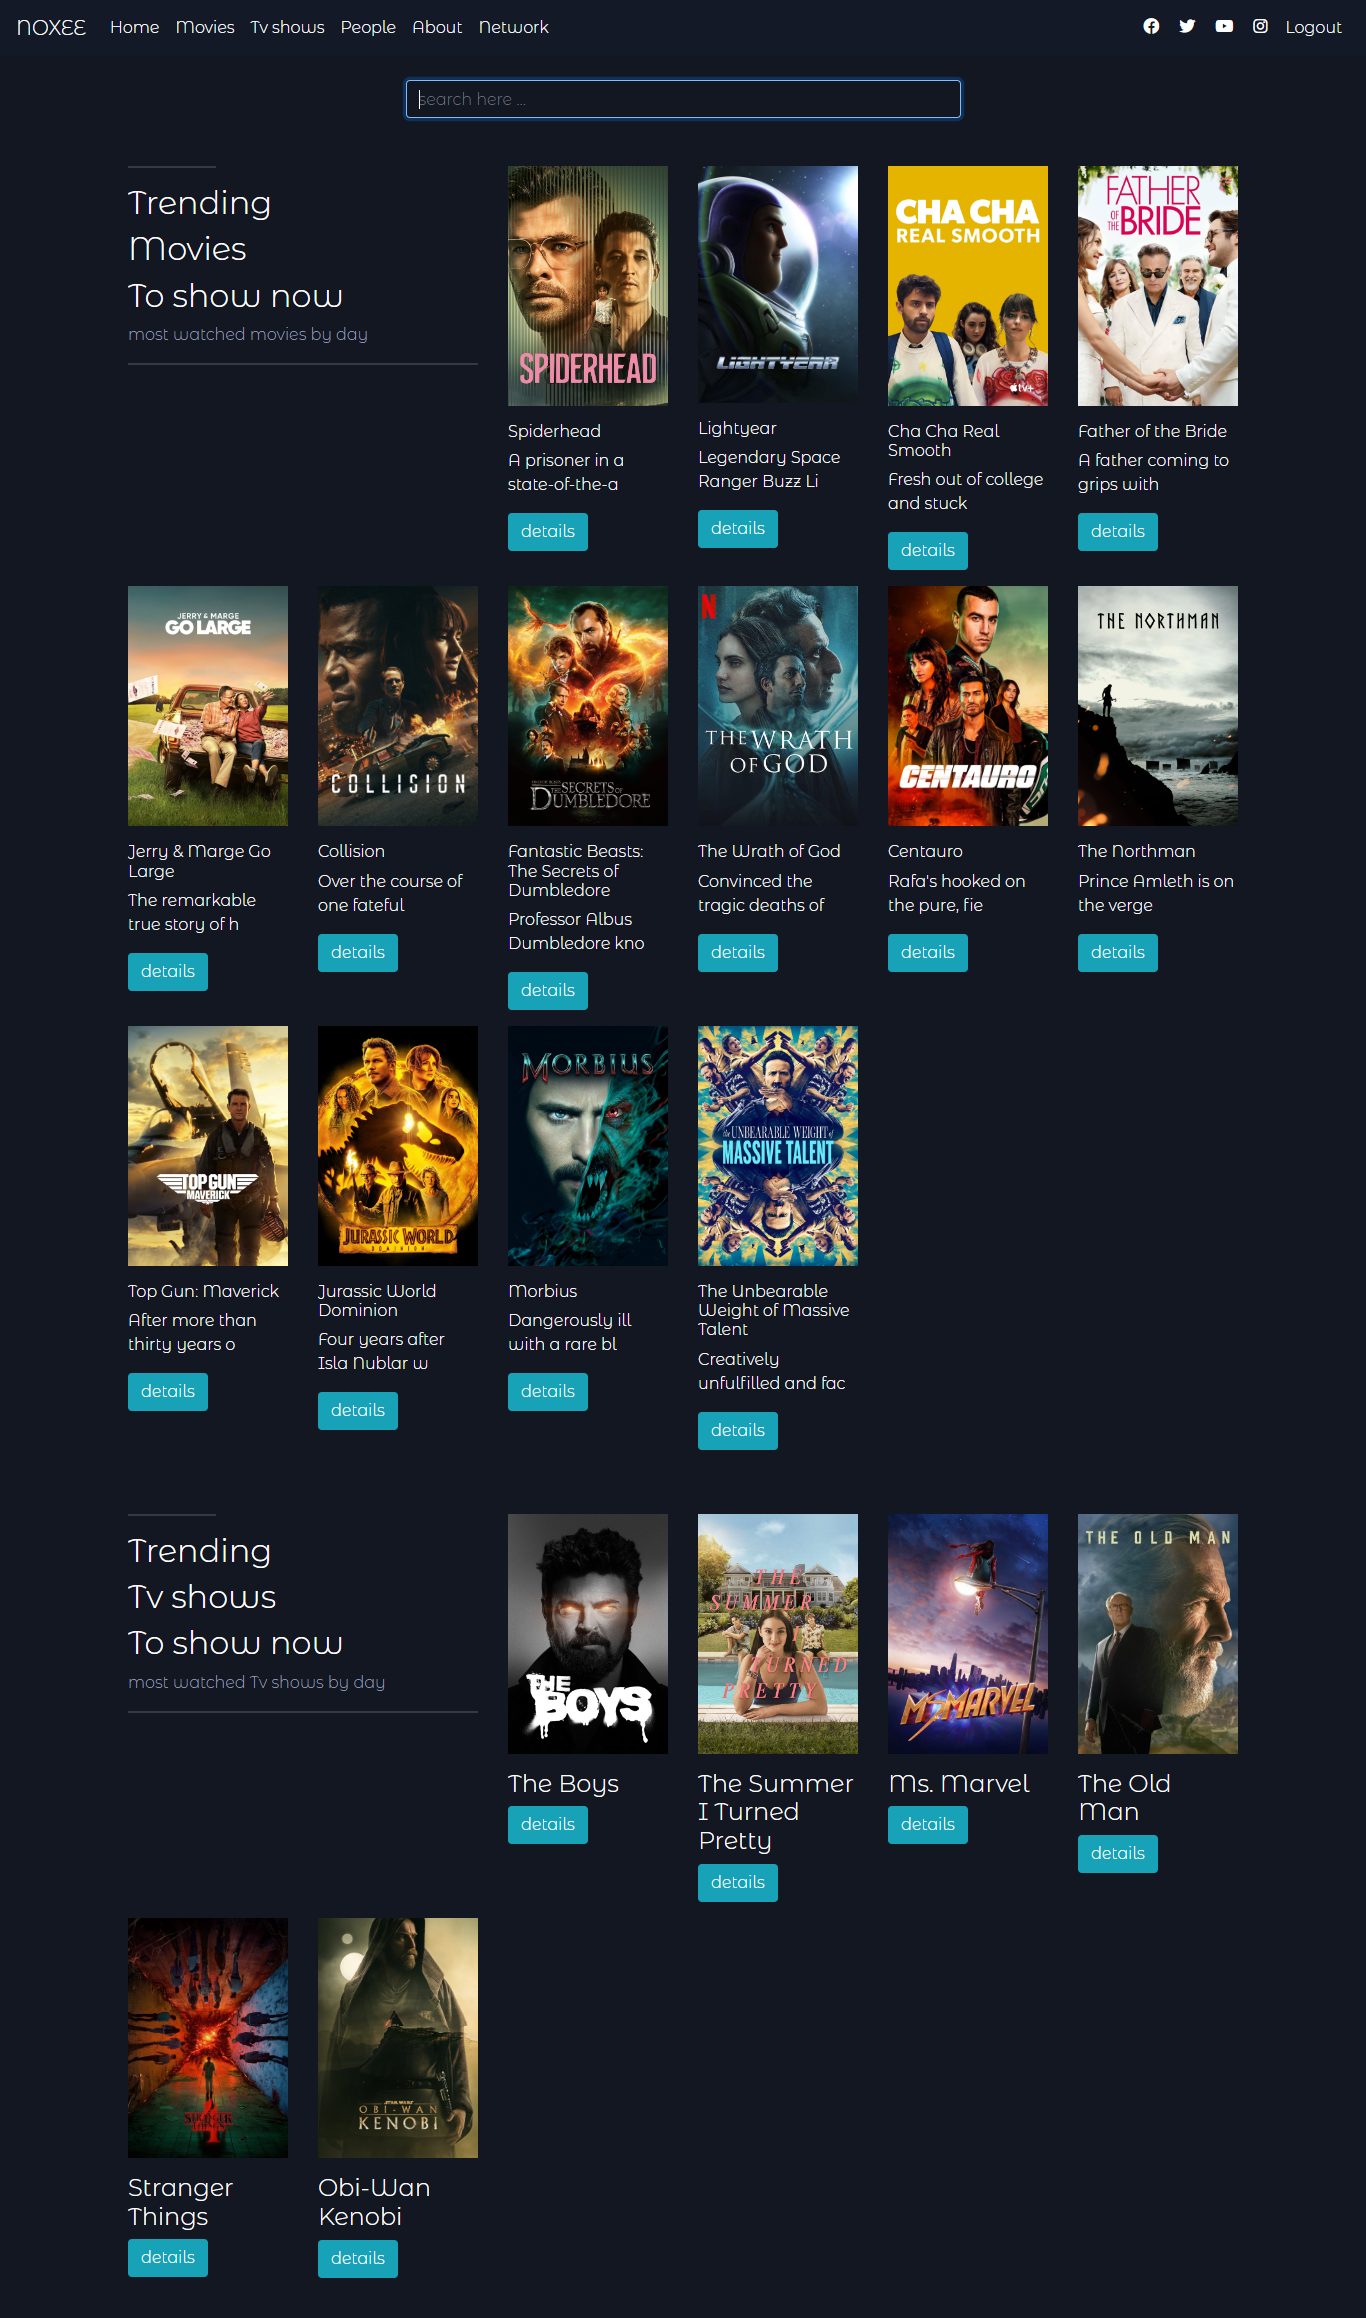 NOXEE Home Movies Tv shows People About Network Logout
search here ...
Trending
Movies
To show now
most watched movies by day
SPIDERHEAD
Spiderhead
A prisoner in a
state-of-the-a
details
LIGHTYEAR
Lightyear
Legendary Space
Ranger Buzz Li
details
CHA CHA
REAL SMOOTH
tv+
Cha Cha Real
Smooth
Fresh out of college
and stuck
details
FATHER
OF THE BRIDE
Father of the Bride
A father coming to
grips with
details
JERRY & MARGE
GO LARGE
Jerry & Marge Go
Large
The remarkable
true story of h
details
COLLISION
Collision
Over the course of
one fateful
details
THE SECRETS OF
DUMBLEDORE
Fantastic Beasts:
The Secrets of
Dumbledore
Professor Albus
Dumbledore kno
details
N
THE WRATH
OF GOD
The Wrath of God
Convinced the
tragic deaths of
details
CENTAURO
Centauro
Rafa's hooked on
the pure, fie
details
THE NORTHMAN
The Northman
Prince Amleth is on
the verge
details
TOP GUN
MAVERICK
Top Gun: Maverick
After more than
thirty years o
details
JURASSIC WORLD
DOMINION
Jurassic World
Dominion
Four years after
Isla Nublar w
details
MORBIUS
Morbius
Dangerously ill
with a rare bl
details
the UNBEARABLE WEIGHT of
MASSIVE TALENT
The Unbearable
Weight of Massive
Talent
Creatively
unfulfilled and fac
details
Trending
Tv shows
To show now
most watched Tv shows by day
THE
BOYS
The Boys
details
THE
SUMMER
I
TURNED
PRETTY
The Summer
I Turned
Pretty
details
MS. MARVEL
Ms. Marvel
details
THE OLD MAN
The Old
Man
details
STRANGER
THINGS
4
Stranger
Things
details
STAR WARS
OBI-WAN
KENOBI
Obi-Wan
Kenobi
details